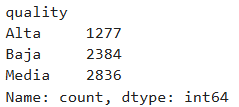 quality
Alta     1277
Baja     2384
Media    2836
Name: count, dtype: int64